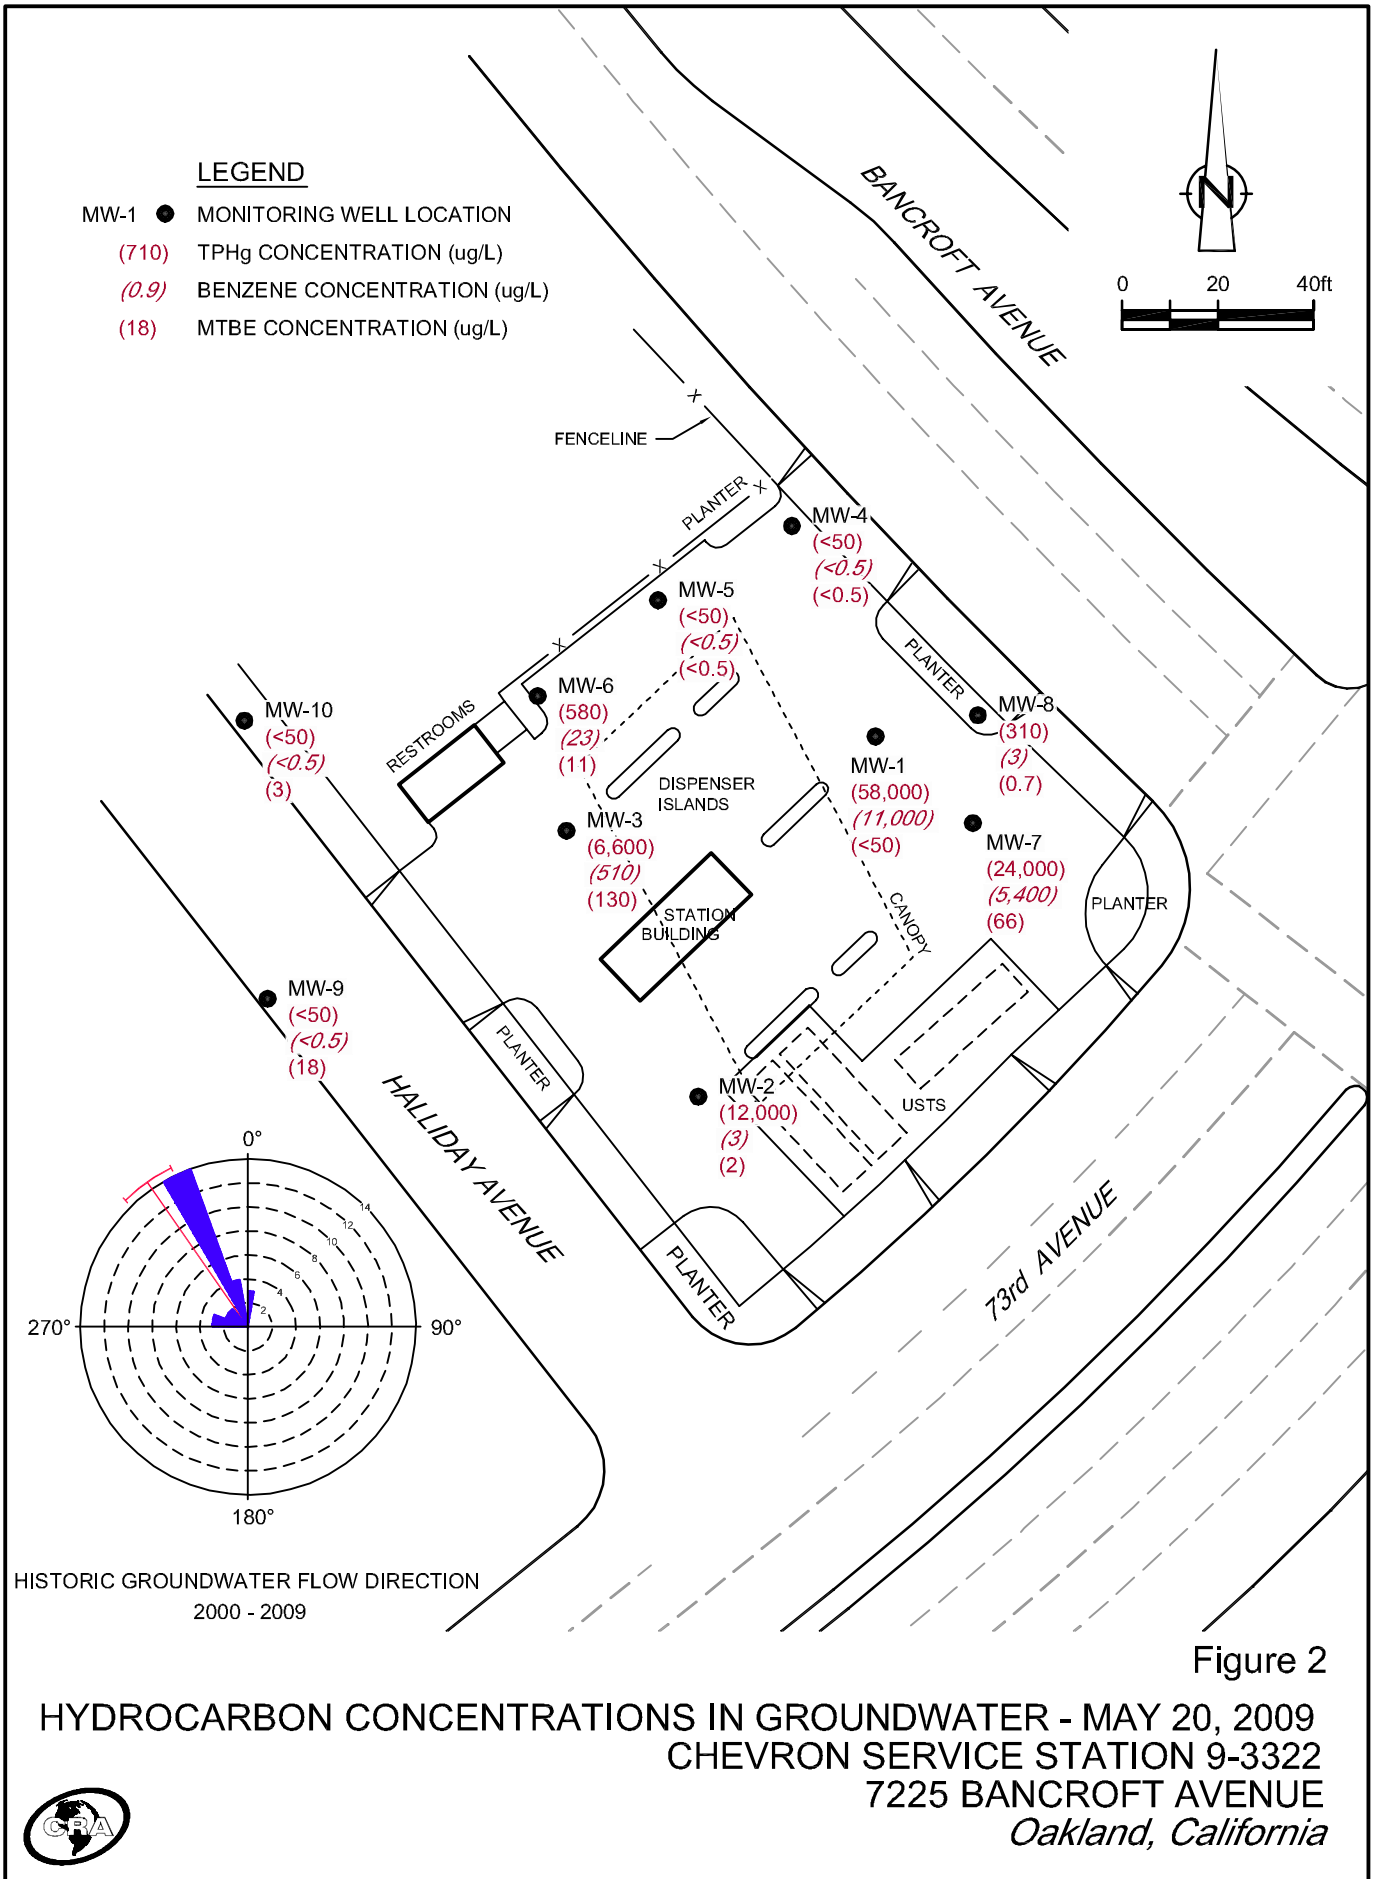 LEGEND
MW-1 MONITORING WELL LOCATION
(710) TPHg CONCENTRATION (ug/L)
(0.9) BENZENE CONCENTRATION (ug/L)
(18) MTBE CONCENTRATION (ug/L)
BANCROFT AVENUE
N
0 20 40ft
X
FENCELINE
PLANTER
X
X
X
MW-4
(<50)
(<0.5)
(<0.5)
MW-5
(<50)
(<0.5)
(<0.5)
PLANTER
MW-6
(580)
(23)
(11)
RESTROOMS
MW-10
(<50)
(<0.5)
(3)
MW-8
(310)
(3)
(0.7)
MW-1
(58,000)
(11,000)
(<50)
DISPENSER
ISLANDS
MW-3
(6,600)
(510)
(130)
MW-7
(24,000)
(5,400)
(66)
PLANTER
CANOPY
STATION
BUILDING
MW-9
(<50)
(<0.5)
(18)
PLANTER
HALLIDAY AVENUE
MW-2
(12,000)
(3)
(2)
USTS
PLANTER
73rd AVENUE
0°
14
12
10
8
6
4
2
270°
90°
180°
HISTORIC GROUNDWATER FLOW DIRECTION
2000 - 2009
Figure 2
HYDROCARBON CONCENTRATIONS IN GROUNDWATER - MAY 20, 2009
CHEVRON SERVICE STATION 9-3322
7225 BANCROFT AVENUE
Oakland, California
CRA